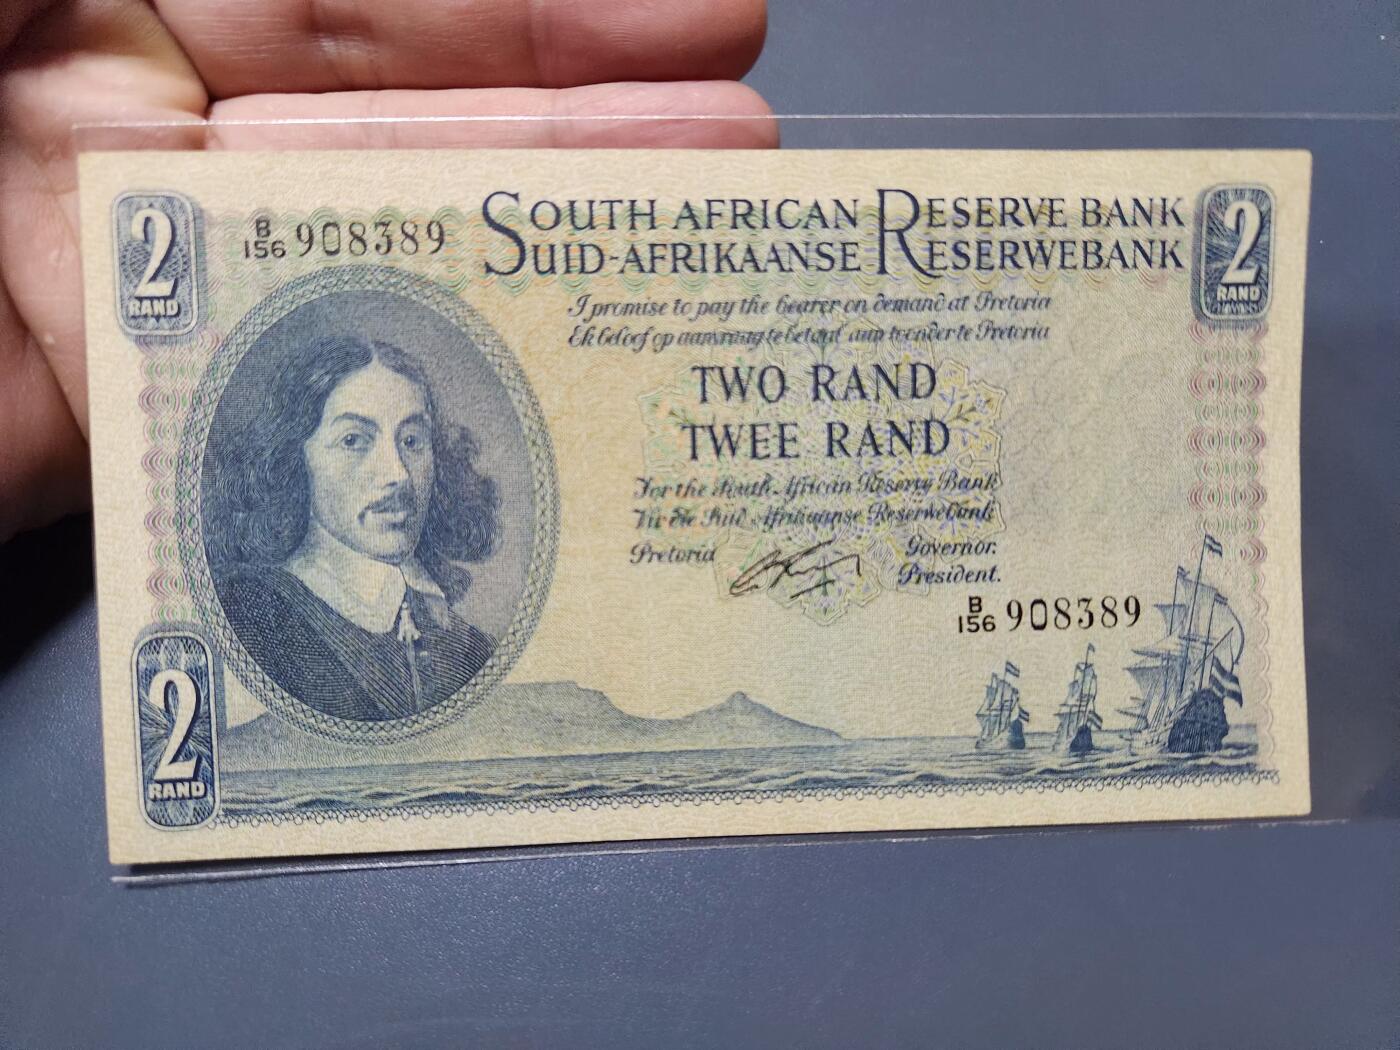 2
RAND
B
156 908389
SOUTH AFRICAN RESERVE BANK
SUID-AFRIKAANSE RESERWEBANK
2
RAND
I promise to pay the bearer on demand at Pretoria
Ek beloof op aanvraag te betaal aan toonder te Pretoria
TWO RAND
TWEE RAND
For the South African Reserve Bank
Vir die Suid-Afrikaanse Reserwebank
Pretoria
Governor.
President.
B
156 908389
2
RAND